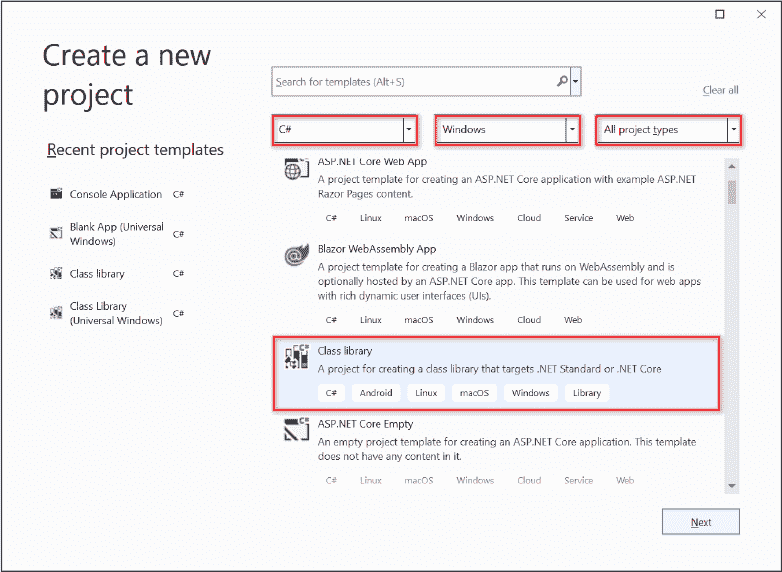 Create a new
project
Recent project templates
Console Application C#
Blank App (Universal
Windows) C#
Class library C#
Class Library
(Universal Windows) C#
Search for templates (Alt+S)
Clear all
C# Windows All project types
ASP.NET Core Web App
A project template for creating an ASP.NET Core application with example ASP.NET
Razor Pages content.
C# Linux macOS Windows Cloud Service Web
Blazor WebAssembly App
A project template for creating a Blazor app that runs on WebAssembly and is
optionally hosted by an ASP.NET Core app. This template can be used for web apps
with rich dynamic user interfaces (UIs).
C# Linux macOS Windows Cloud Web
Class library
A project for creating a class library that targets .NET Standard or .NET Core
C# Android Linux macOS Windows Library
ASP.NET Core Empty
An empty project template for creating an ASP.NET Core application. This template
does not have any content in it.
C# Linux macOS Windows Cloud Service Web
Next